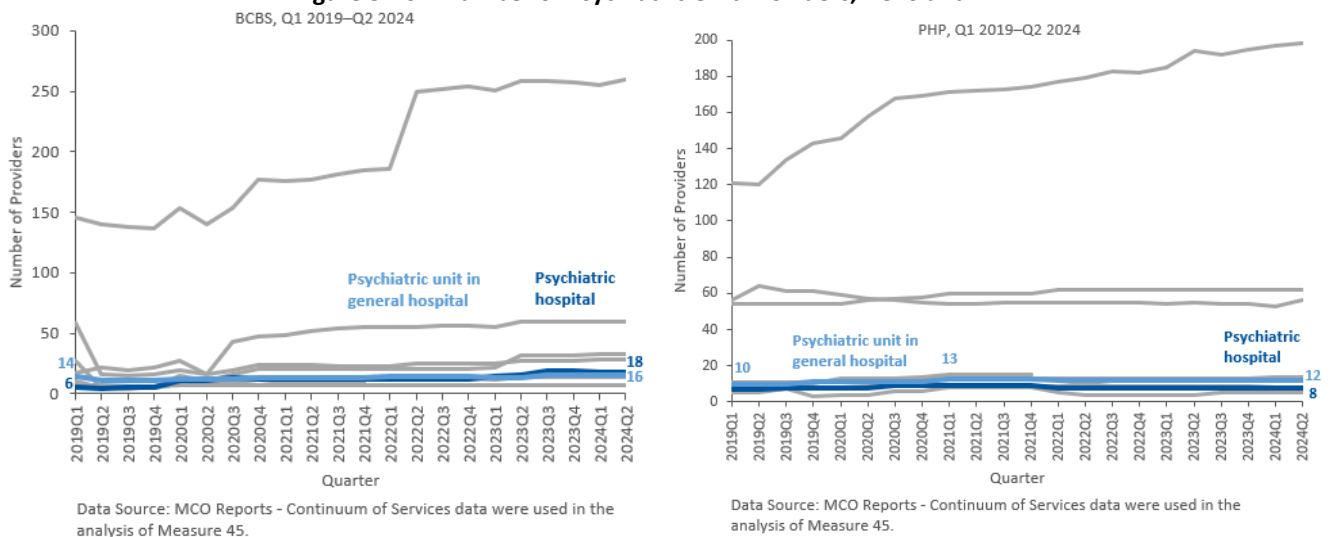 BCBS, Q1 2019–Q2 2024
300
250
200
150
100
50
0
Number of Providers
14
6
Psychiatric unit in
general hospital
Psychiatric
hospital
18
16
2019Q1
2019Q2
2019Q3
2019Q4
2020Q1
2020Q2
2020Q3
2020Q4
2021Q1
2021Q2
2021Q3
2021Q4
2022Q1
2022Q2
2022Q3
2022Q4
2023Q1
2023Q2
2023Q3
2023Q4
2024Q1
2024Q2
Quarter
Data Source: MCO Reports - Continuum of Services data were used in the
analysis of Measure 45.
PHP, Q1 2019–Q2 2024
200
180
160
140
120
100
80
60
40
20
0
Number of Providers
10
Psychiatric unit in
general hospital
13
Psychiatric
hospital
12
8
2019Q1
2019Q2
2019Q3
2019Q4
2020Q1
2020Q2
2020Q3
2020Q4
2021Q1
2021Q2
2021Q3
2021Q4
2022Q1
2022Q2
2022Q3
2022Q4
2023Q1
2023Q2
2023Q3
2023Q4
2024Q1
2024Q2
Quarter
Data Source: MCO Reports - Continuum of Services data were used in the
analysis of Measure 45.